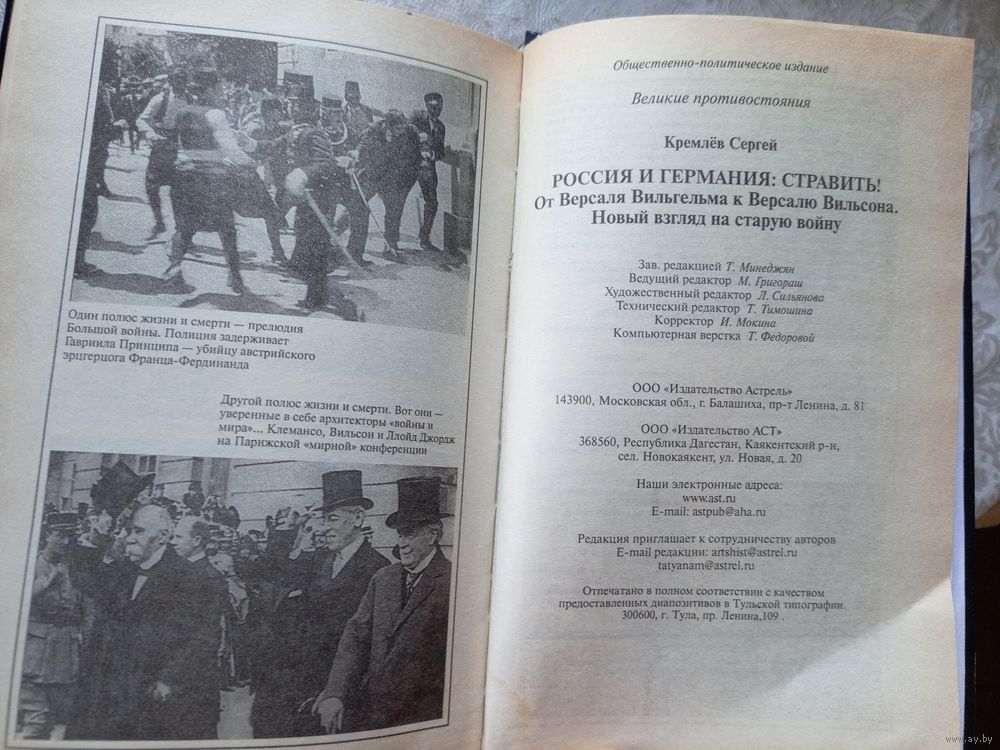 Один полюс жизни и смерти — прелюдия
Большой войны. Полиция задерживает
Гавриила Принципа — убийцу австрийского
эрцгерцога Франца-Фердинанда
Другой полюс жизни и смерти. Вот они —
уверенные в себе архитекторы «войны и
мира»... Клемансо, Вильсон и Ллойд Джордж
на Парижской «мирной» конференции
Общественно-политическое издание
Великие противостояния
Кремлёв Сергей
РОССИЯ И ГЕРМАНИЯ: СТРАВИТЬ!
От Версаля Вильгельма к Версалю Вильсона.
Новый взгляд на старую войну
Зав. редакцией Т. Минеджян
Ведущий редактор М. Григораш
Художественный редактор Л. Сильянова
Технический редактор Т. Тимошина
Корректор И. Мокина
Компьютерная верстка Т. Федоровой
ООО «Издательство Астрель»
143900, Московская обл., г. Балашиха, пр-т Ленина, д. 81
ООО «Издательство АСТ»
368560, Республика Дагестан, Каякентский р-н,
сел. Новокаякент, ул. Новая, д. 20
Наши электронные адреса:
www.ast.ru
E-mail: astpub@aha.ru
Редакция приглашает к сотрудничеству авторов
E-mail редакции: artshist@astrel.ru
tatyanam@astrel.ru
Отпечатано в полном соответствии с качеством
предоставленных диапозитивов в Тульской типографии.
300600, г. Тула, пр. Ленина,109 .
www.ay.by